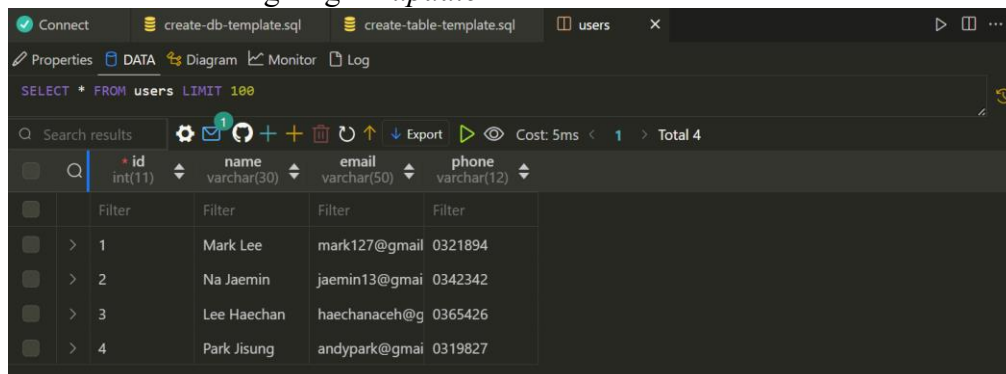 Connect create-db-template.sql create-table-template.sql users
Properties DATA Diagram Monitor Log
SELECT * FROM users LIMIT 100
Search results 1 Export Cost: 5ms 1 Total 4
* id name email phone
int(11) varchar(30) varchar(50) varchar(12)
Filter Filter Filter Filter
1 Mark Lee mark127@gmail 0321894
2 Na Jaemin jaemin13@gmai 0342342
3 Lee Haechan haechanaceh@g 0365426
4 Park Jisung andypark@gmai 0319827